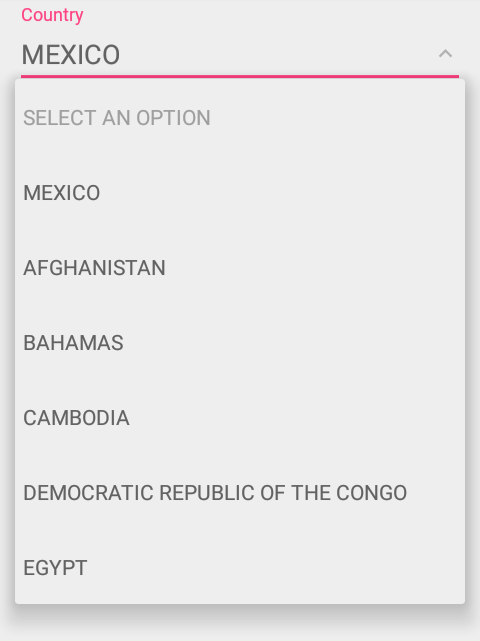 Country
MEXICO
SELECT AN OPTION
MEXICO
AFGHANISTAN
BAHAMAS
CAMBODIA
DEMOCRATIC REPUBLIC OF THE CONGO
EGYPT